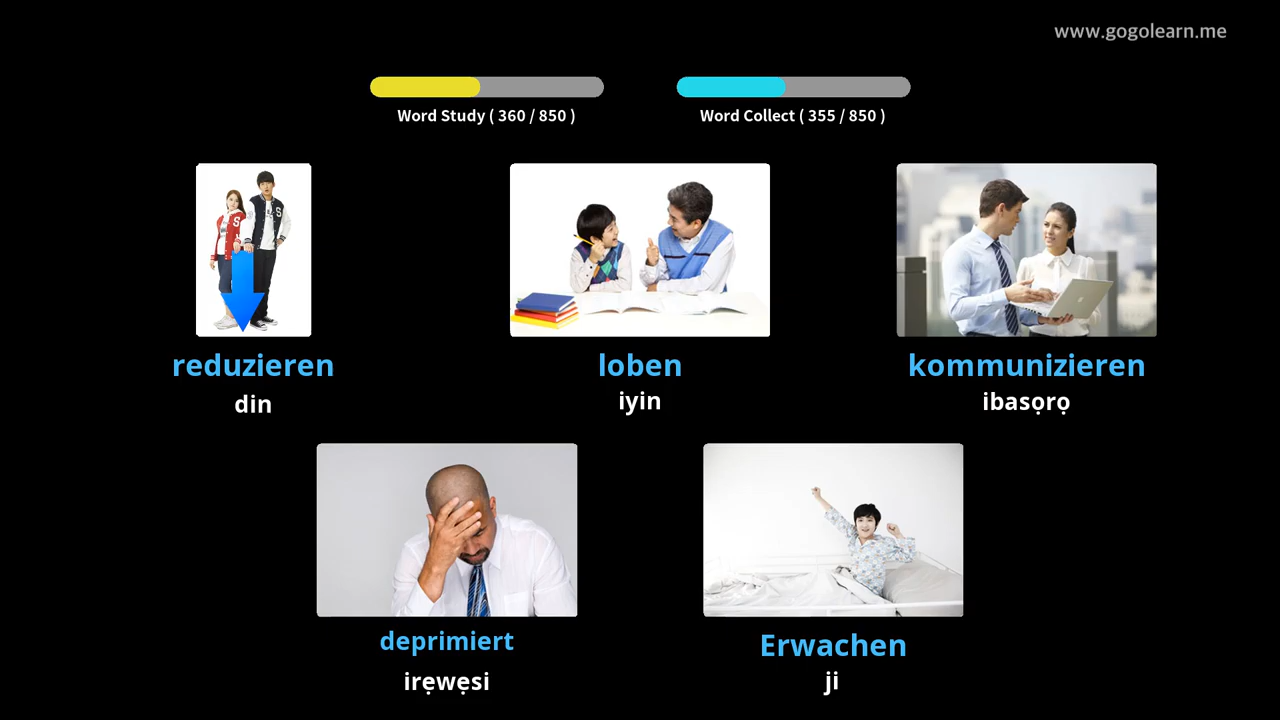 www.gogolearn.me
Word Study ( 360 / 850 )
Word Collect ( 355 / 850 )
reduzieren
din
loben
iyin
kommunizieren
ibasọrọ
deprimiert
irẹwẹsi
Erwachen
ji